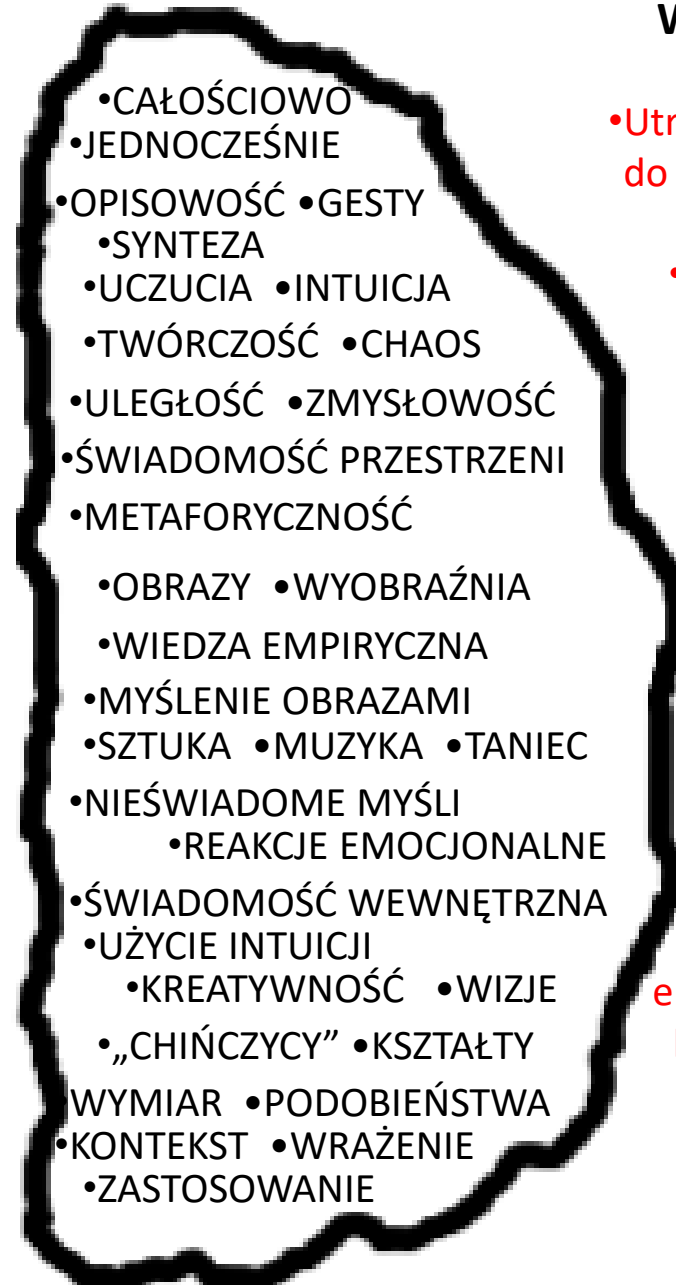 •CAŁOŚCIOWO
•JEDNOCZEŚNIE
•OPISOWOŚĆ •GESTY
•SYNTEZA
•UCZUCIA •INTUICJA
•TWÓRCZOŚĆ •CHAOS
•ULEGŁOŚĆ •ZMYSŁOWOŚĆ
•ŚWIADOMOŚĆ PRZESTRZENI
•METAFORYCZNOŚĆ
•OBRAZY •WYOBRAŹNIA
•WIEDZA EMPIRYCZNA
•MYŚLENIE OBRAZAMI
•SZTUKA •MUZYKA •TANIEC
•NIEŚWIADOME MYŚLI
•REAKCJE EMOCJONALNE
•ŚWIADOMOŚĆ WEWNĘTRZNA
•UŻYCIE INTUICJI
•KREATYWNOŚĆ •WIZJE
•„CHIŃCZYCY” •KSZTAŁTY
•WYMIAR •PODOBIEŃSTWA
•KONTEKST •WRAŻENIE
•ZASTOSOWANIE
•Utr
do